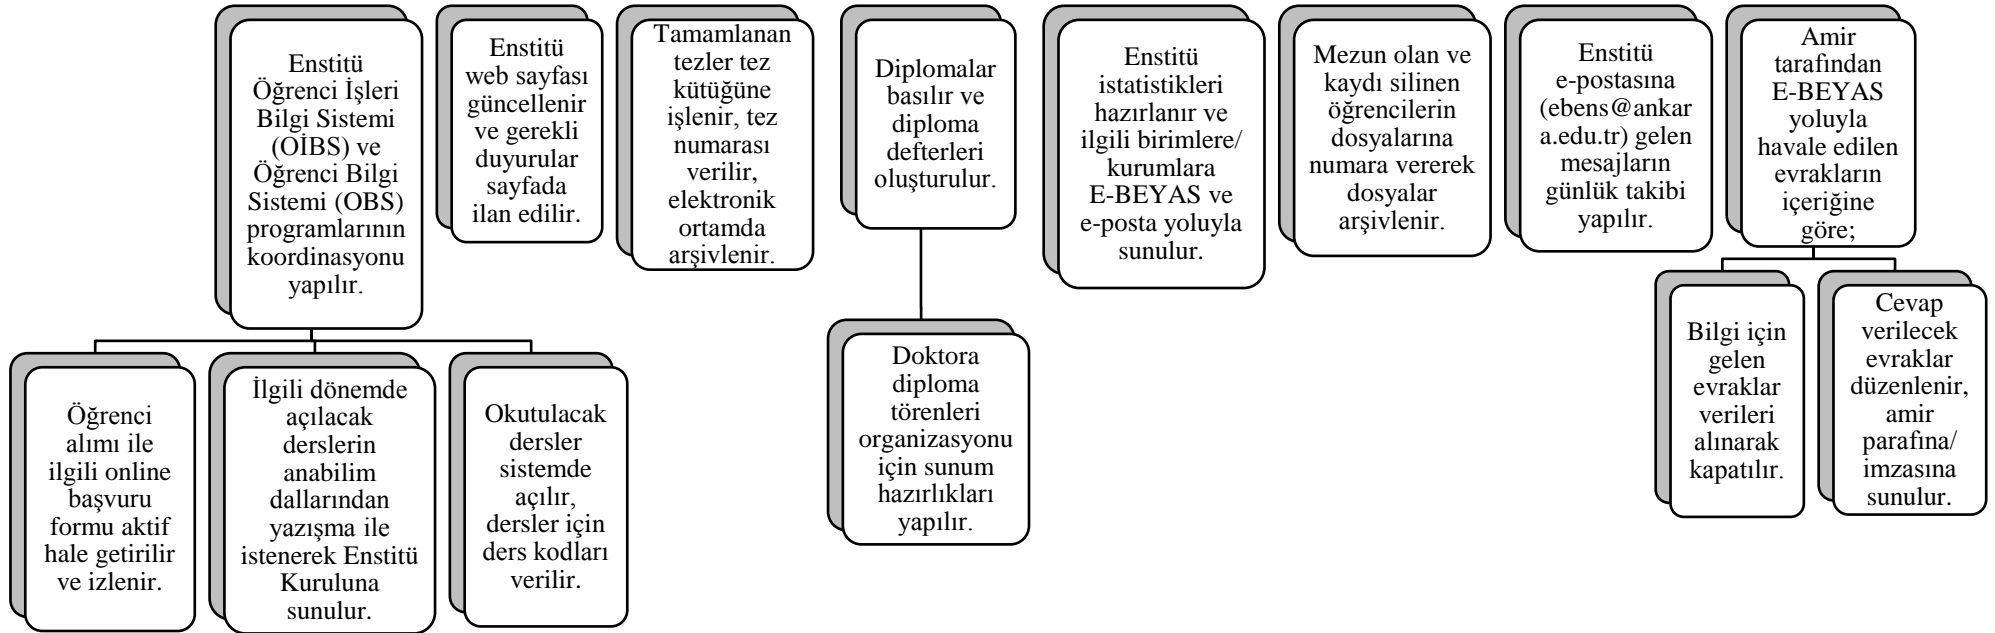 Enstitü
Öğrenci İşleri
Bilgi Sistemi
(OİBS) ve
Öğrenci Bilgi
Sistemi (OBS)
programlarının
koordinasyonu
yapılır.
Öğrenci
alımı ile
ilgili online
başvuru
formu aktif
hale getirilir
ve izlenir.
İlgili dönemde
açılacak
derslerin
anabilim
dallarından
yazışma ile
istenerek Enstitü
Kuruluna
sunulur.
Okutulacak
dersler
sistemde
açılır,
dersler için
ders kodları
verilir.
Enstitü
web sayfası
güncellenir
ve gerekli
duyurular
sayfada
ilan edilir.
Tamamlanan
tezler tez
kütüğüne
işlenir, tez
numarası
verilir,
elektronik
ortamda
arşivlenir.
Diplomalar
basılır ve
diploma
defterleri
oluşturulur.
Doktora
diploma
törenleri
organizasyonu
için sunum
hazırlıkları
yapılır.
Enstitü
istatistikleri
hazırlanır ve
ilgili birimlere/
kurumlara
E-BEYAS ve
e-posta yoluyla
sunulur.
Mezun olan ve
kaydı silinen
öğrencilerin
dosyalarına
numara vererek
dosyalar
arşivlenir.
Enstitü
e-postasına
(ebens@ankar
a.edu.tr) gelen
mesajların
günlük takibi
yapılır.
Amir
tarafından
E-BEYAS
yoluyla
havale edilen
evrakların
içeriğine
göre;
Bilgi için
gelen
evraklar
verileri
alınarak
kapatılır.
Cevap
verilecek
evraklar
düzenlenir,
amir
parafına/
imzasına
sunulur.